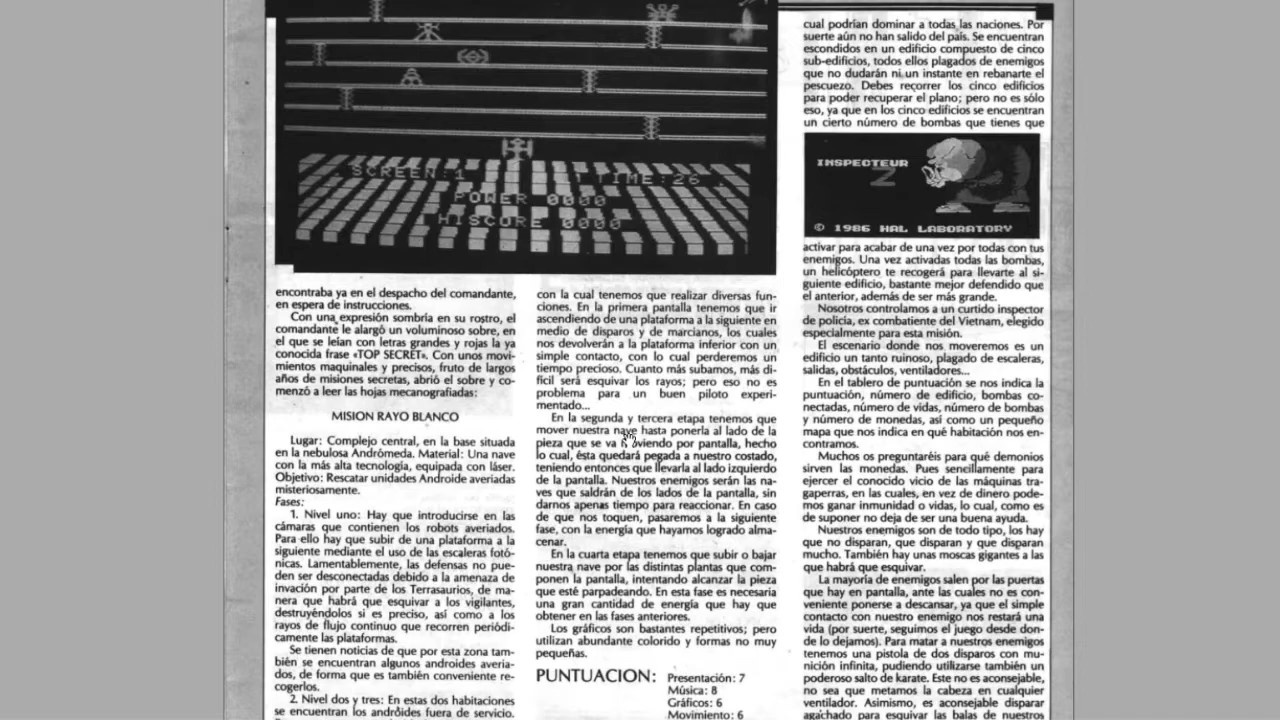 SCREEN:1 TIME:26
POWER 0000
HISCORE 0000
encontraba ya en el despacho del comandante,
en espera de instrucciones.
Con una expresión sombría en su rostro, el
comandante le alargó un voluminoso sobre, en
el que se leían con letras grandes y rojas la ya
conocida frase «TOP SECRET». Con unos movi-
mientos maquinales y precisos, fruto de largos
años de misiones secretas, abrió el sobre y co-
menzó a leer las hojas mecanografiadas:
MISION RAYO BLANCO
Lugar: Complejo central, en la base situada
en la nebulosa Andrómeda. Material: Una nave
con la más alta tecnología, equipada con láser.
Objetivo: Rescatar unidades Androide averiadas
misteriosamente.
Fases:
1. Nivel uno: Hay que introducirse en las
cámaras que contienen los robots averiados.
Para ello hay que subir de una plataforma a la
siguiente mediante el uso de las escaleras fotó-
nicas. Lamentablemente, las defensas no pue-
den ser desconectadas debido a la amenaza de
invación por parte de los Terrasaurios, de ma-
nera que habrá que esquivar a los vigilantes,
destruyéndolos si es preciso, así como a los
rayos de flujo continuo que recorren periódi-
camente las plataformas.
Se tienen noticias de que por esta zona tam-
bién se encuentran algunos androides averia-
dos, de forma que es también conveniente re-
cogerlos.
2. Nivel dos y tres: En estas dos habitaciones
se encuentran los andróides fuera de servicio.
con la cual tenemos que realizar diversas fun-
ciones. En la primera pantalla tenemos que ir
ascendiendo de una plataforma a la siguiente en
medio de disparos y de marcianos, los cuales
nos devolverán a la plataforma inferior con un
simple contacto, con lo cual perderemos un
tiempo precioso. Cuanto más subamos, más di-
fícil será esquivar los rayos; pero eso no es
problema para un buen piloto experi-
mentado...
En la segunda y tercera etapa tenemos que
mover nuestra nave hasta ponerla al lado de la
pieza que se va moviendo por pantalla, hecho
lo cual, ésta quedará pegada a nuestro costado,
teniendo entonces que llevarla al lado izquierdo
de la pantalla. Nuestros enemigos serán las na-
ves que saldrán de los lados de la pantalla, sin
darnos apenas tiempo para reaccionar. En caso
de que nos toquen, pasaremos a la siguiente
fase, con la energía que hayamos logrado alma-
cenar.
En la cuarta etapa tenemos que subir o bajar
nuestra nave por las distintas plantas que com-
ponen la pantalla, intentando alcanzar la pieza
que esté parpadeando. En esta fase es necesaria
una gran cantidad de energía que hay que
obtener en las fases anteriores.
Los gráficos son bastantes repetitivos; pero
utilizan abundante colorido y formas no muy
pequeñas.
PUNTUACION: Presentación: 7
Música: 8
Gráficos: 6
Movimiento: 6
cual podrían dominar a todas las naciones. Por
suerte aún no han salido del país. Se encuentran
escondidos en un edificio compuesto de cinco
sub-edificios, todos ellos plagados de enemigos
que no dudarán ni un instante en rebanarte el
pescuezo. Debes recorrer los cinco edificios
para poder recuperar el plano; pero no es sólo
eso, ya que en los cinco edificios se encuentran
un cierto número de bombas que tienes que
INSPECTEUR
Z
© 1986 HAL LABORATORY
activar para acabar de una vez por todas con tus
enemigos. Una vez activadas todas las bombas,
un helicóptero te recogerá para llevarte al si-
guiente edificio, bastante mejor defendido que
el anterior, además de ser más grande.
Nosotros controlamos a un curtido inspector
de policía, ex combatiente del Vietnam, elegido
especialmente para esta misión.
El escenario donde nos moveremos es un
edificio un tanto ruinoso, plagado de escaleras,
salidas, obstáculos, ventiladores...
En el tablero de puntuación se nos indica la
puntuación, número de edificio, bombas co-
nectadas, número de vidas, número de bombas
y número de monedas, así como un pequeño
mapa que nos indica en qué habitación nos en-
contramos.
Muchos os preguntaréis para qué demonios
sirven las monedas. Pues sencillamente para
ejercer el conocido vicio de las máquinas tra-
gaperras, en las cuales, en vez de dinero pode-
mos ganar inmunidad o vidas, lo cual, como es
de suponer no deja de ser una buena ayuda.
Nuestros enemigos son de todo tipo, los hay
que no disparan, que disparan y que disparan
mucho. También hay unas moscas gigantes a las
que habrá que esquivar.
La mayoría de enemigos salen por las puertas
que hay en pantalla, ante las cuales no es con-
veniente ponerse a descansar, ya que el simple
contacto con nuestro enemigo nos restará una
vida (por suerte, seguimos el juego desde don-
de lo dejamos). Para matar a nuestros enemigos
tenemos una pistola de dos disparos con mu-
nición infinita, pudiendo utilizarse también un
poderoso salto de karate. Este no es aconsejable,
no sea que metamos la cabeza en cualquier
ventilador. Asimismo, es aconsejable disparar
agachado para esquivar las balas de nuestros